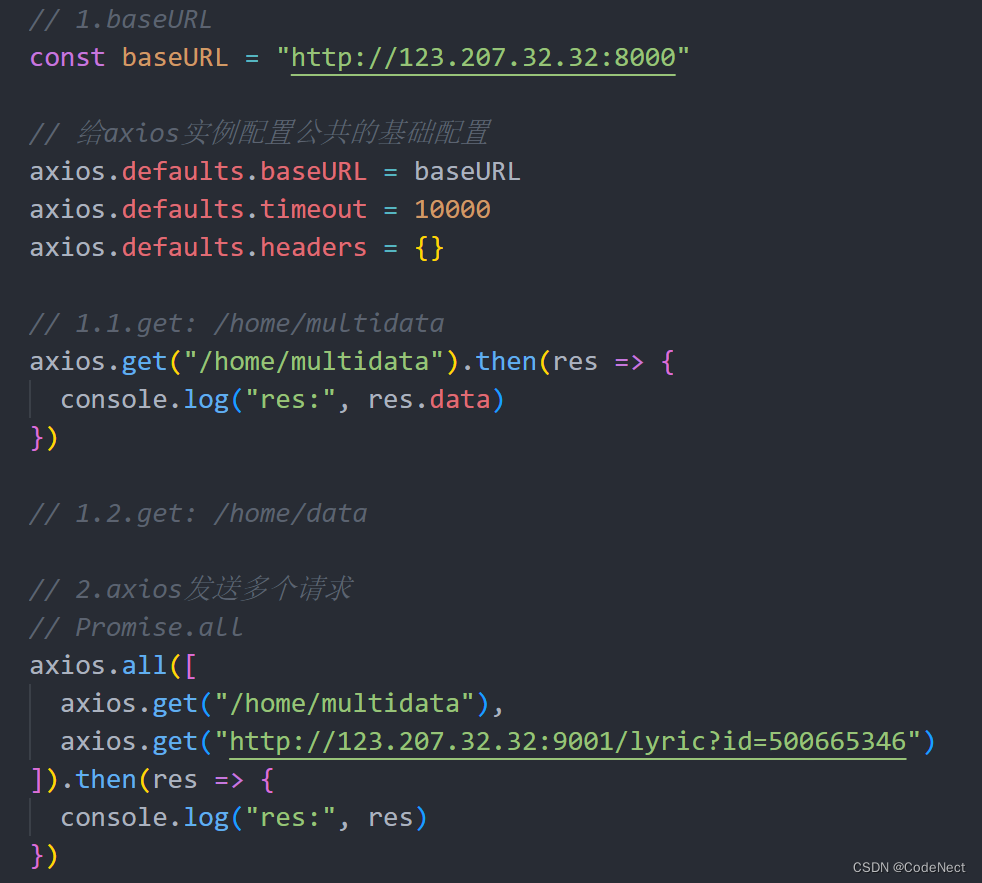 // 1.baseURL
const baseURL = "http://123.207.32.32:8000"
// 给axios实例配置公共的基础配置
axios.defaults.baseURL = baseURL
axios.defaults.timeout = 10000
axios.defaults.headers = {}
// 1.1.get: /home/multidata
axios.get("/home/multidata").then(res => {
  console.log("res:", res.data)
})
// 1.2.get: /home/data
// 2.axios发送多个请求
// Promise.all
axios.all([
  axios.get("/home/multidata"),
  axios.get("http://123.207.32.32:9001/lyric?id=500665346")
]).then(res => {
  console.log("res:", res)
})
CSDN @CodeNect